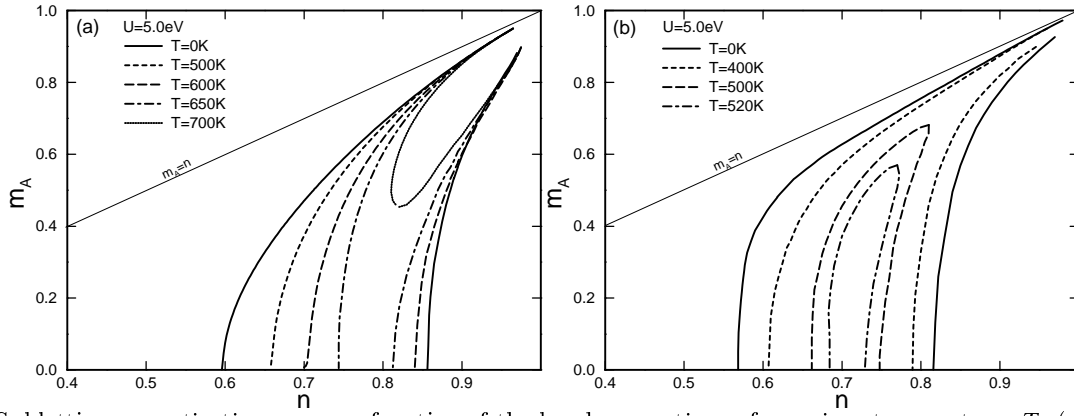 (a)
U=5.0eV
T=0K
T=500K
T=600K
T=650K
T=700K
m_A=n
m_A
1.0
0.8
0.6
0.4
0.2
0.0
0.4 0.5 0.6 0.7 0.8 0.9
n
(b)
U=5.0eV
T=0K
T=400K
T=500K
T=520K
m_A=n
m_A
1.0
0.8
0.6
0.4
0.2
0.0
0.4 0.5 0.6 0.7 0.8 0.9
n